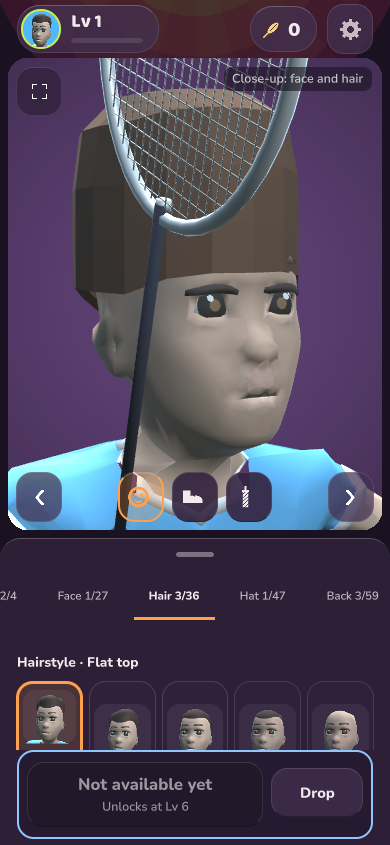 Lv 1
0
Close-up: face and hair
2/4
Face 1/27
Hair 3/36
Hat 1/47
Back 3/59
Hairstyle · Flat top
Not available yet
Unlocks at Lv 6
Drop